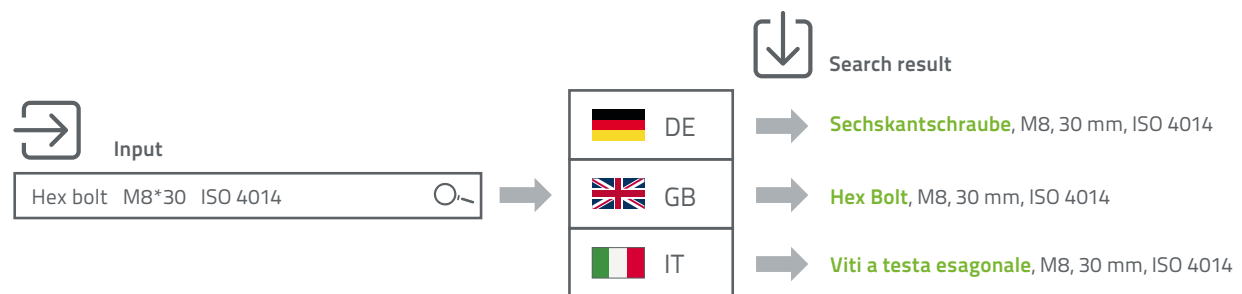 Search result
DE
Sechskantschraube, M8, 30 mm, ISO 4014
Input
Hex bolt M8*30 ISO 4014
GB
Hex Bolt, M8, 30 mm, ISO 4014
IT
Viti a testa esagonale, M8, 30 mm, ISO 4014